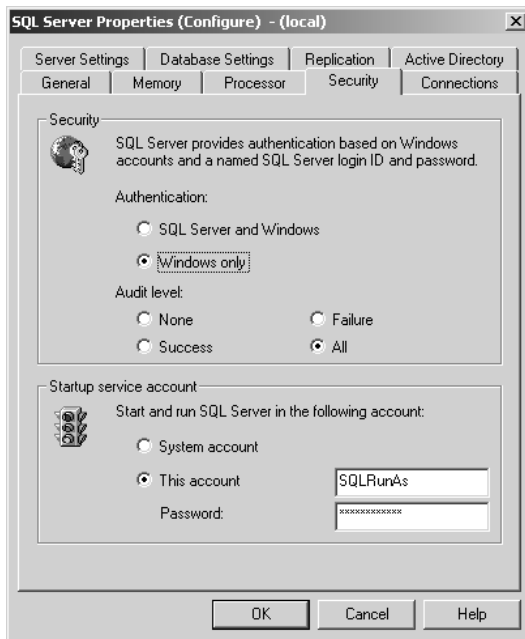 SQL Server Properties (Configure) - (local)
Server Settings Database Settings Replication Active Directory
General Memory Processor Security Connections
Security
SQL Server provides authentication based on Windows
accounts and a named SQL Server login ID and password.
Authentication:
SQL Server and Windows
Windows only
Audit level:
None Failure
Success All
Startup service account
Start and run SQL Server in the following account:
System account
This account SQLRunAs
Password: ************
OK Cancel Help